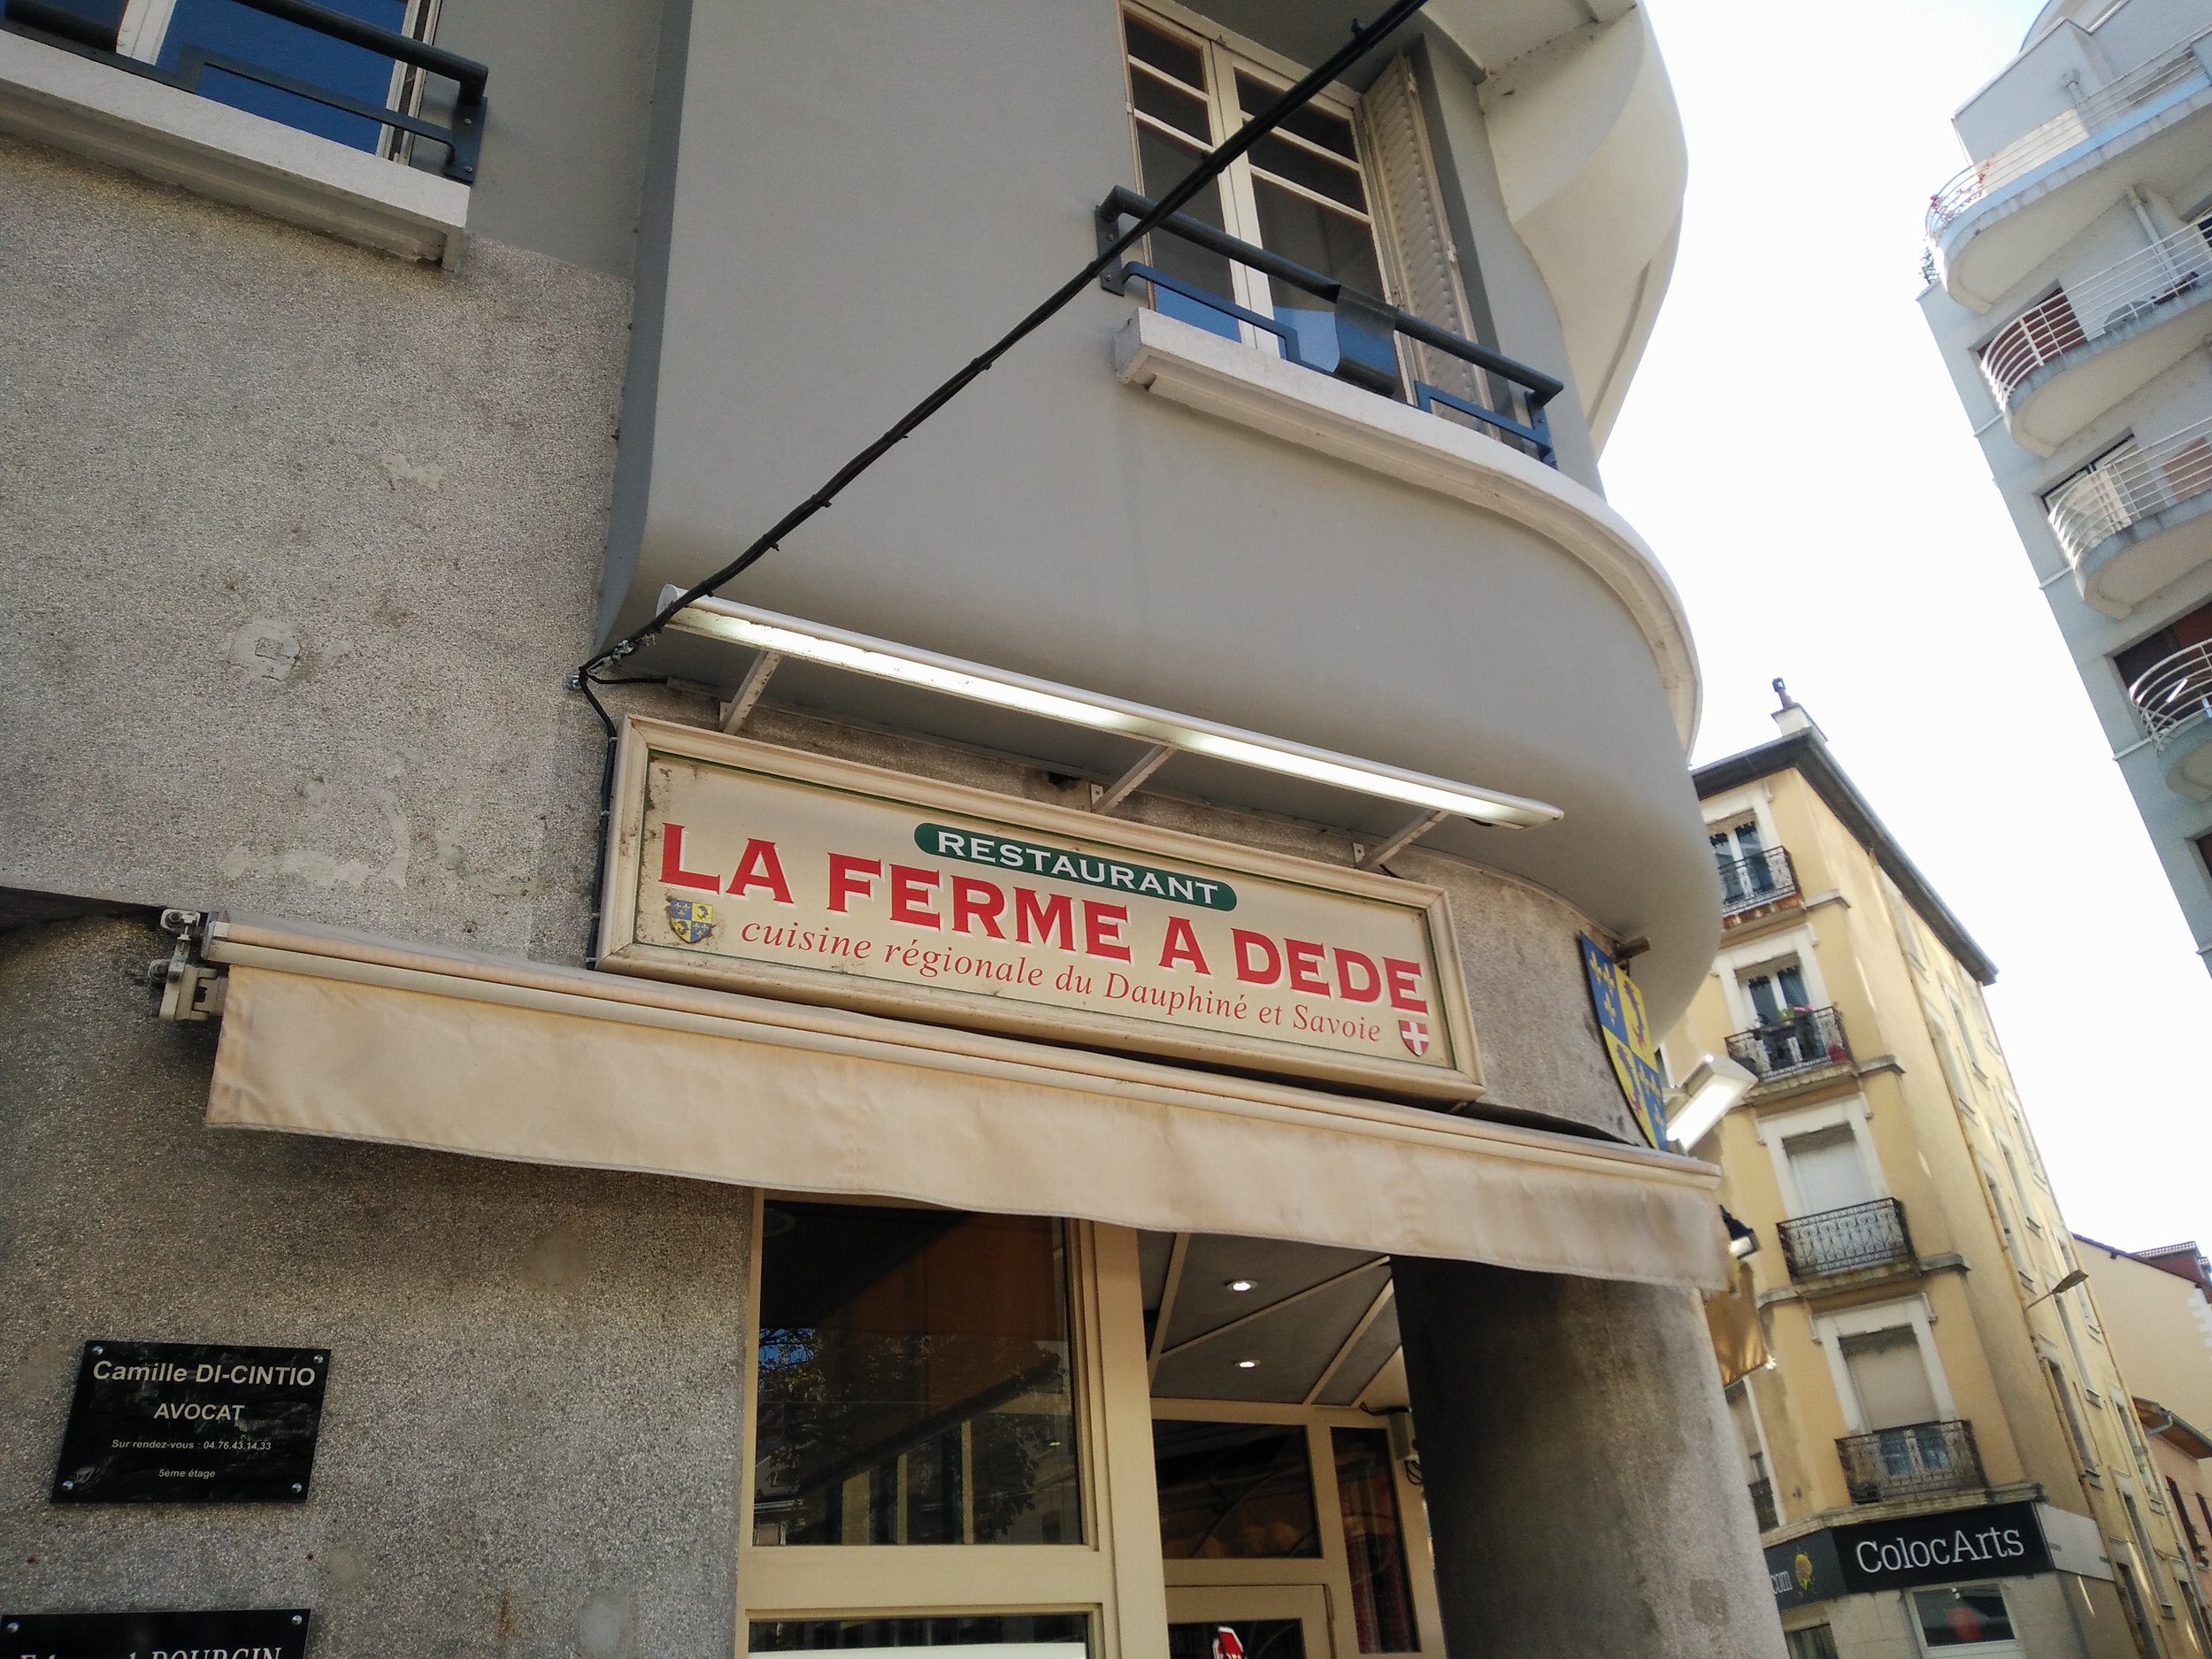 RESTAURANT
LA FERME A DEDE
cuisine régionale du Dauphiné et Savoie
Camille DI-CINTIO
AVOCAT
Sur rendez-vous : 04.76.43.14.33
5ème étage
ColocArts
com